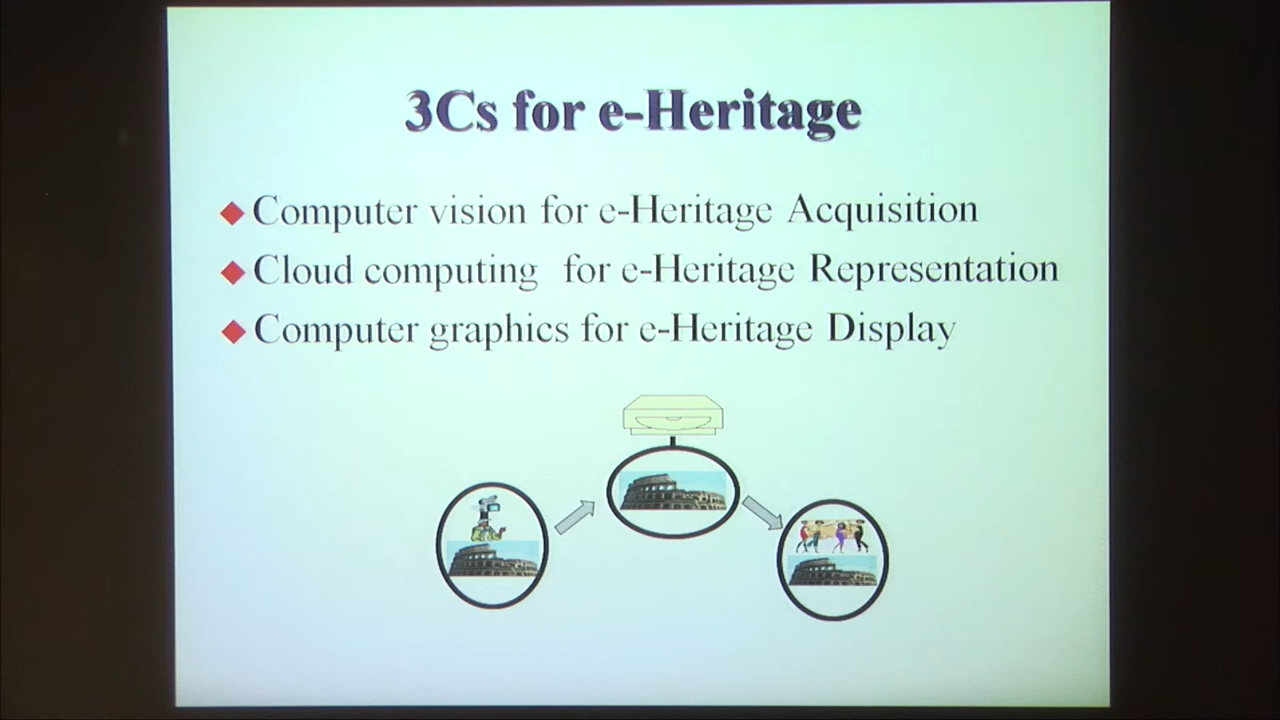 3Cs for e-Heritage
Computer vision for e-Heritage Acquisition
Cloud computing for e-Heritage Representation
Computer graphics for e-Heritage Display